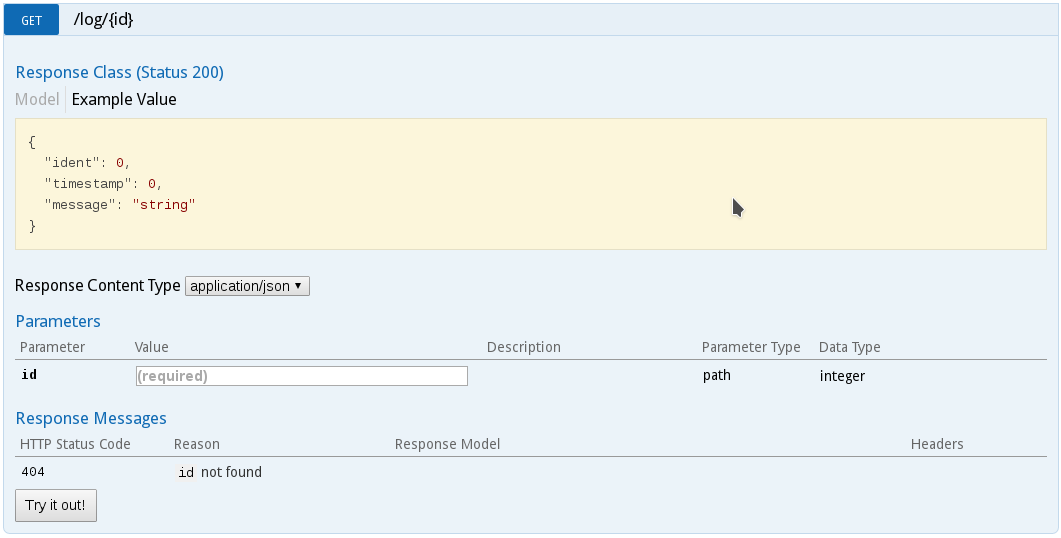 GET /log/{id}
Response Class (Status 200)
Model Example Value
{
"ident": 0,
"timestamp": 0,
"message": "string"
}
Response Content Type application/json
Parameters
Parameter Value Description Parameter Type Data Type
id (required) path integer
Response Messages
HTTP Status Code Reason Response Model Headers
404 id not found
Try it out!